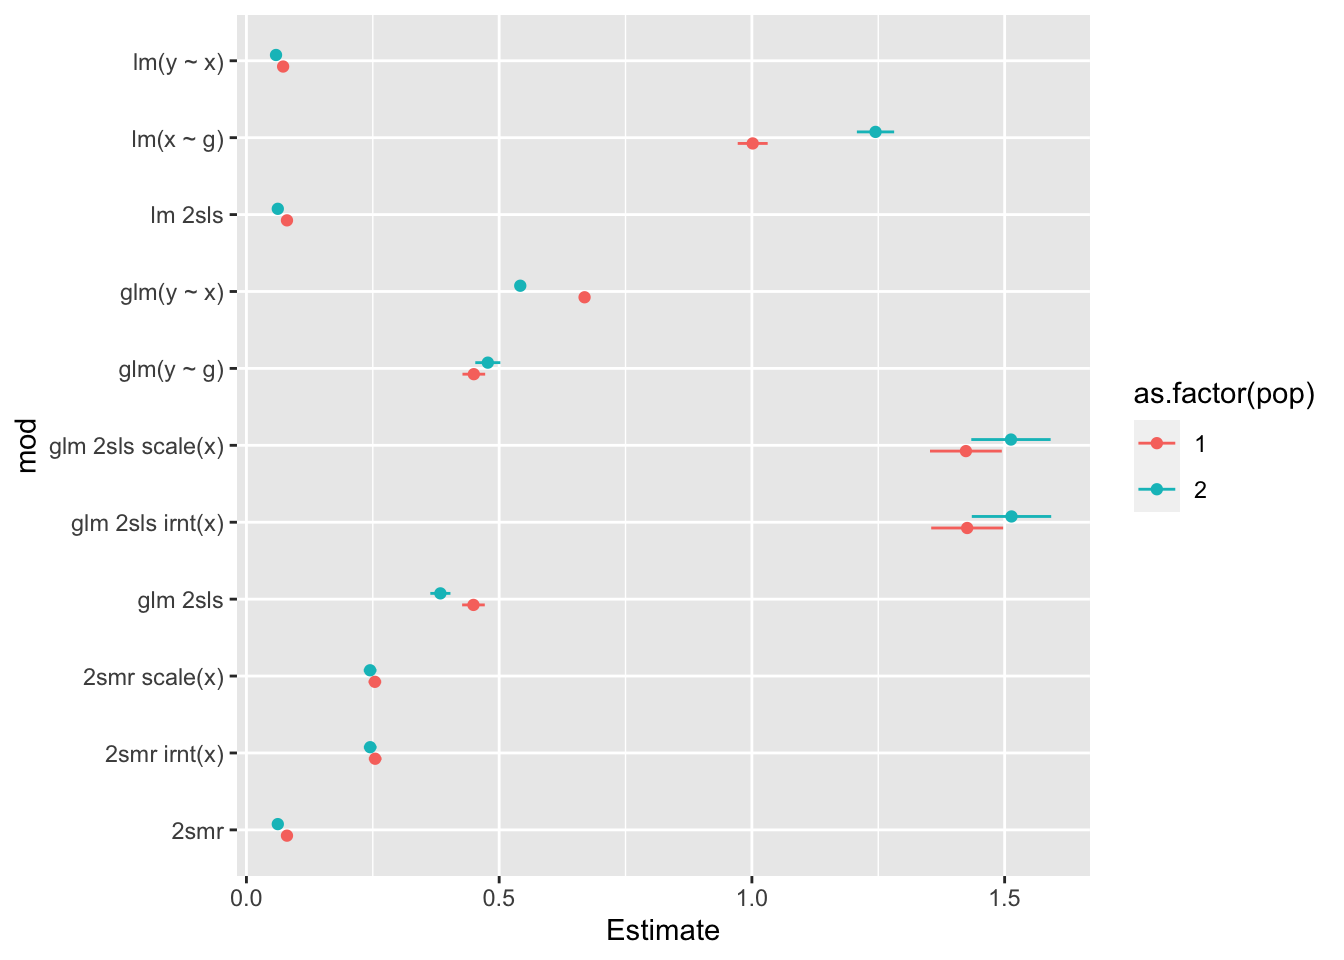 lm(y ~ x)
lm(x ~ g)
lm 2sls
glm(y ~ x)
glm(y ~ g)
glm 2sls scale(x)
glm 2sls irnt(x)
glm 2sls
2smr scale(x)
2smr irnt(x)
2smr
mod
0.0 0.5 1.0 1.5
Estimate
as.factor(pop)
1
2